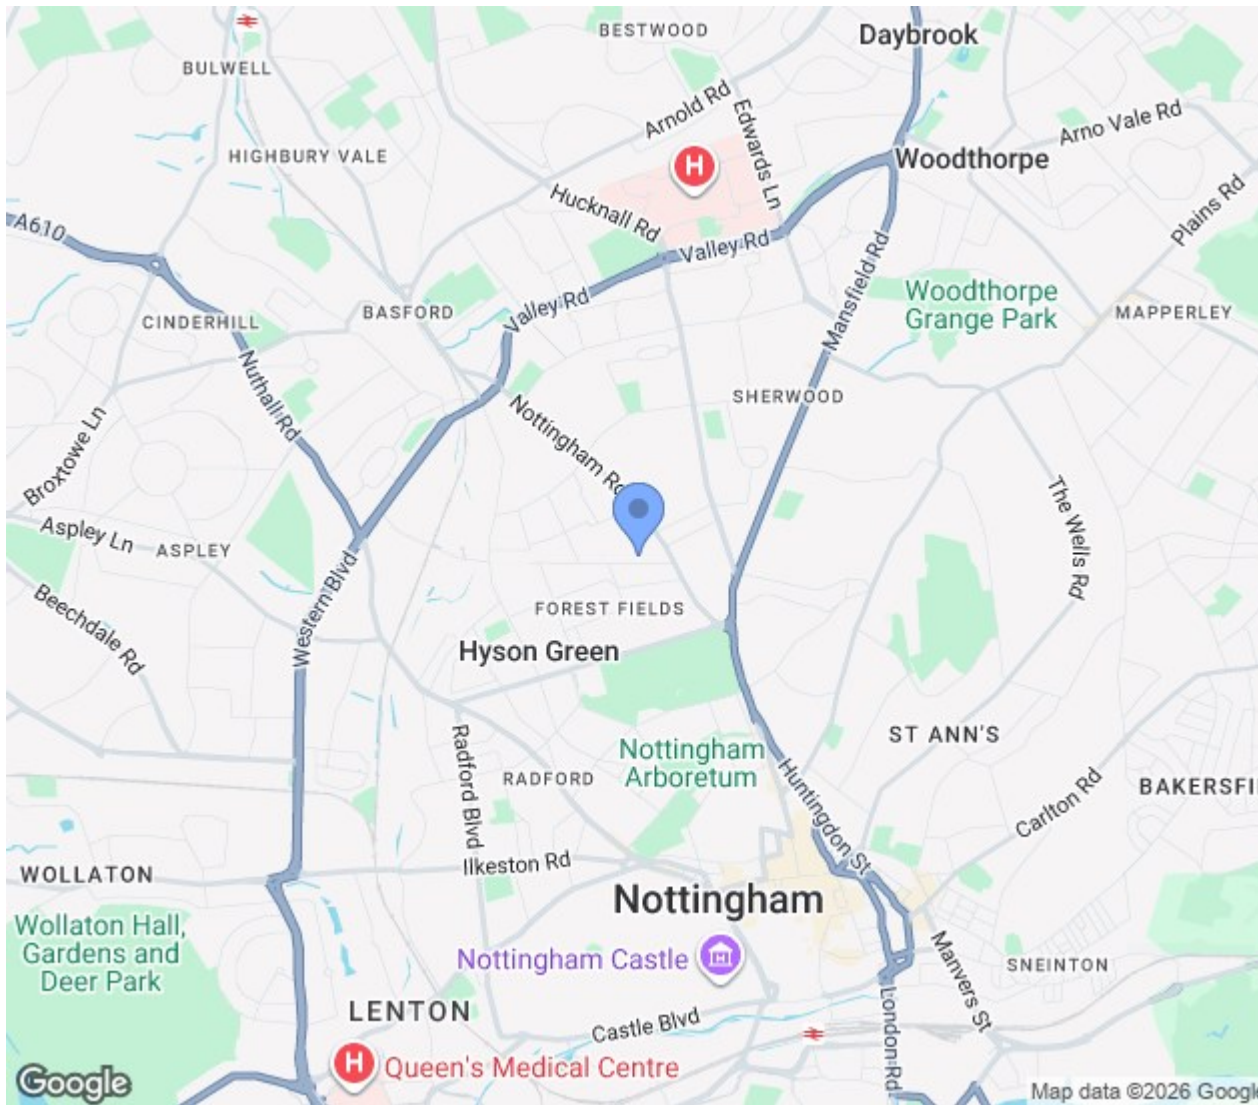 BESTWOOD
Daybrook
BULWELL
Arnold Rd
Edwards Ln
Arno Vale Rd
HIGHBURY VALE
H
Woodthorpe
Hucknall Rd
Plains Rd
A610
Valley Rd
Mansfield Rd
Woodthorpe
Grange Park
Valley Rd
CINDERHILL
BASFORD
MAPPERLEY
Nuthall Rd
SHERWOOD
Nottingham Rd
Broxtowe Ln
The Wells Rd
Aspley Ln
ASPLEY
Western Blvd
Beechdale Rd
FOREST FIELDS
Hyson Green
Nottingham
Arboretum
ST ANN'S
RADFORD
Radford Blvd
Huntingdon St
Carlton Rd
BAKERSFI
Ilkeston Rd
WOLLATON
Nottingham
Wollaton Hall,
Gardens and
Deer Park
Nottingham Castle
Manvers St
SNEINTON
LENTON
Castle Blvd
London Rd
H
Queen's Medical Centre
Google
Map data ©2026 Google